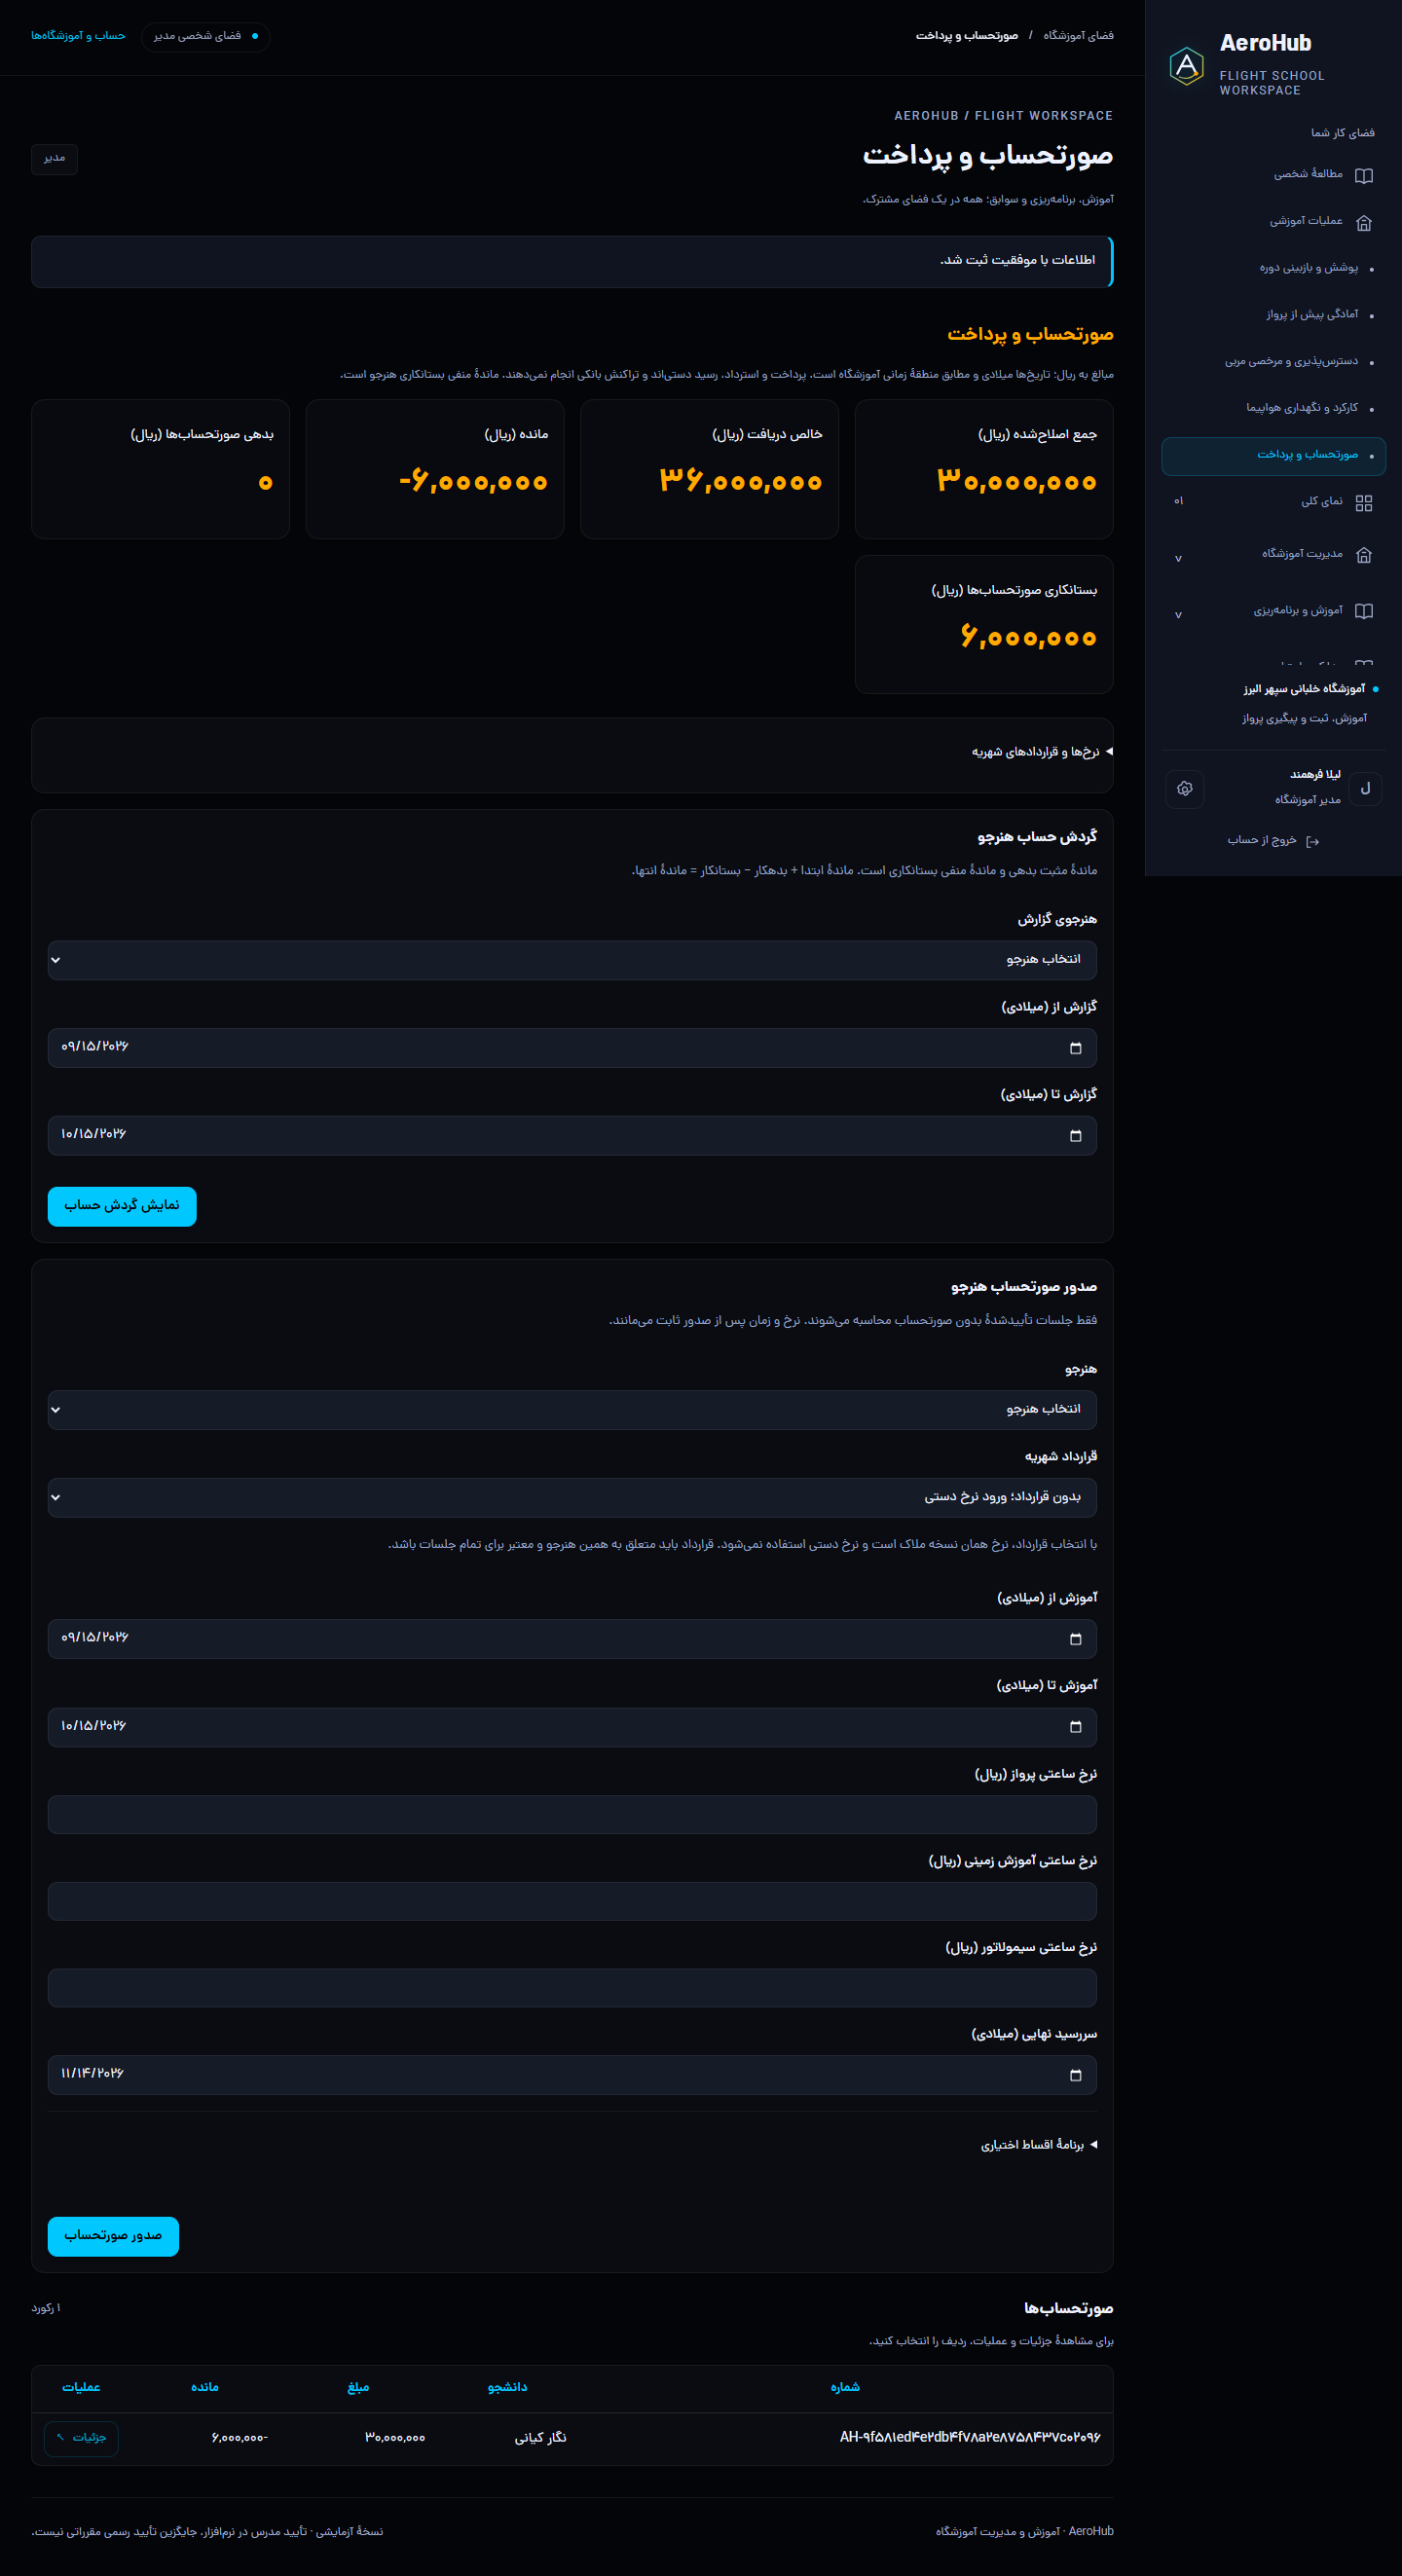 AeroHub
FLIGHT SCHOOL
WORKSPACE
فضای کار شما
مطالعهٔ شخصی
عملیات آموزشی
پوشش و بازبینی دوره
آمادگی پیش از پرواز
دسترس‌پذیری و مرخصی مربی
کارکرد و نگهداری هواپیما
صورتحساب و پرداخت
نمای کلی ۰۱
مدیریت آموزشگاه
آموزش و برنامه‌ریزی
آموزشگاه خلبانی سپهر البرز
آموزش، ثبت و پیگیری پرواز
ل
لیلا فرهمند
مدیر آموزشگاه
خروج از حساب
فضای آموزشگاه / صورتحساب و پرداخت
فضای شخصی مدیر
حساب و آموزشگاه‌ها
AEROHUB / FLIGHT WORKSPACE
صورتحساب و پرداخت
مدیر
آموزش، برنامه‌ریزی و سوابق؛ همه در یک فضای مشترک.
اطلاعات با موفقیت ثبت شد.
صورتحساب و پرداخت
مبالغ به ریال؛ تاریخ‌ها میلادی و مطابق منطقهٔ زمانی آموزشگاه است. پرداخت و استرداد، رسید دستی‌اند و تراکنش بانکی انجام نمی‌دهند. ماندهٔ منفی بستانکاری هنرجو است.
جمع اصلاح‌شده (ریال)
۳۰,۰۰۰,۰۰۰
خالص دریافت (ریال)
۳۶,۰۰۰,۰۰۰
مانده (ریال)
-۶,۰۰۰,۰۰۰
بدهی صورتحساب‌ها (ریال)
۰
بستانکاری صورتحساب‌ها (ریال)
۶,۰۰۰,۰۰۰
نرخ‌ها و قراردادهای شهریه
گردش حساب هنرجو
ماندهٔ مثبت بدهی و ماندهٔ منفی بستانکاری است. ماندهٔ ابتدا + بدهکار − بستانکار = ماندهٔ انتها.
هنرجوی گزارش
انتخاب هنرجو
گزارش از (میلادی)
۰۹/۱۵/۲۰۲۶
گزارش تا (میلادی)
۱۰/۱۵/۲۰۲۶
نمایش گردش حساب
صدور صورتحساب هنرجو
فقط جلسات تأییدشدهٔ بدون صورتحساب محاسبه می‌شوند. نرخ و زمان پس از صدور ثابت می‌مانند.
هنرجو
انتخاب هنرجو
قرارداد شهریه
بدون قرارداد؛ ورود نرخ دستی
با انتخاب قرارداد، نرخ همان نسخه ملاک است و نرخ دستی استفاده نمی‌شود. قرارداد باید متعلق به همین هنرجو و معتبر برای تمام جلسات باشد.
آموزش از (میلادی)
۰۹/۱۵/۲۰۲۶
آموزش تا (میلادی)
۱۰/۱۵/۲۰۲۶
نرخ ساعتی پرواز (ریال)
نرخ ساعتی آموزش زمینی (ریال)
نرخ ساعتی سیمولاتور (ریال)
سررسید نهایی (میلادی)
۱۱/۱۴/۲۰۲۶
برنامهٔ اقساط اختیاری
صدور صورتحساب
صورتحساب‌ها
۱ رکورد
برای مشاهدهٔ جزئیات و عملیات، ردیف را انتخاب کنید.
شماره دانشجو مبلغ مانده عملیات
AH-۹f۵۸۱ed۴e۲db۴f۷۸a۲e۸۷۵۸۴۳۷c۰۲۰۹۶ نگار کیانی ۳۰,۰۰۰,۰۰۰ -۶,۰۰۰,۰۰۰ جزئیات ↖
AeroHub · آموزش و مدیریت آموزشگاه
نسخهٔ آزمایشی · تأیید مدرس در نرم‌افزار، جایگزین تأیید رسمی مقرراتی نیست.